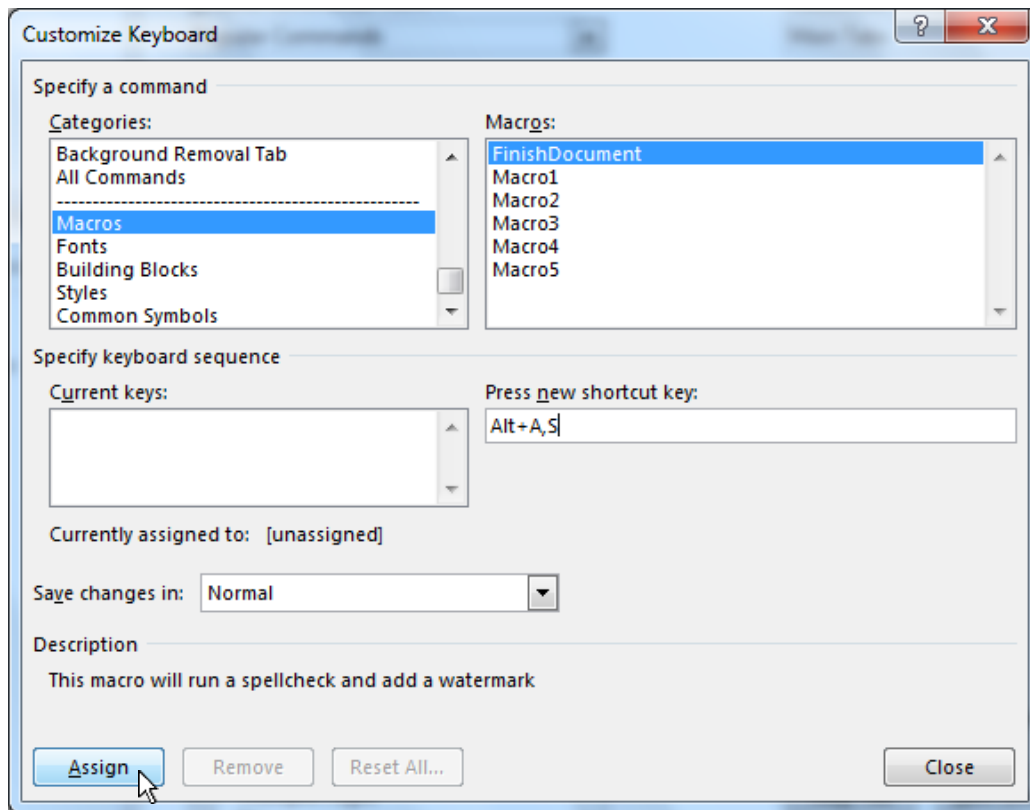 Customize Keyboard
Specify a command
Categories:
Macros:
Background Removal Tab
All Commands
--------------------------------------------------
Macros
Fonts
Building Blocks
Styles
Common Symbols
FinishDocument
Macro1
Macro2
Macro3
Macro4
Macro5
Specify keyboard sequence
Current keys:
Press new shortcut key:
Alt+A,S
Currently assigned to: [unassigned]
Save changes in: Normal
Description
This macro will run a spellcheck and add a watermark
Assign Remove Reset All... Close